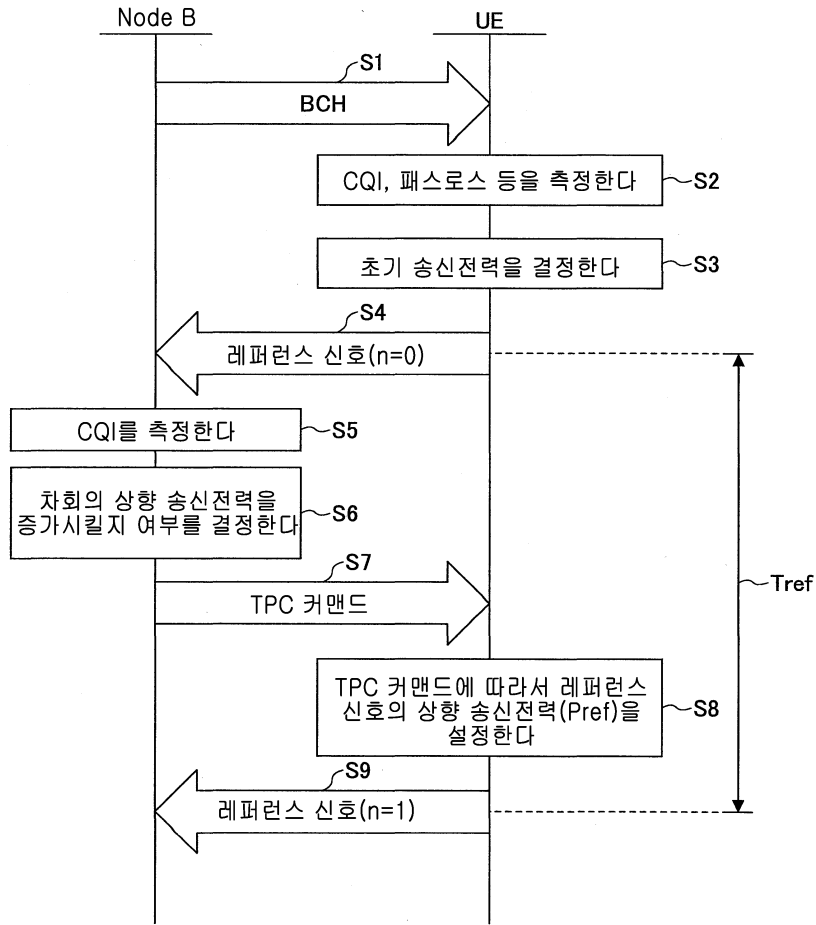 Node B
UE
S1
BCH
CQI, 패스로스 등을 측정한다
S2
초기 송신전력을 결정한다
S3
S4
레퍼런스 신호(n=0)
CQI를 측정한다
S5
차회의 상향 송신전력을
증가시킬지 여부를 결정한다
S6
S7
TPC 커맨드
Tref
TPC 커맨드에 따라서 레퍼런스
신호의 상향 송신전력(Pref)을
설정한다
S8
S9
레퍼런스 신호(n=1)